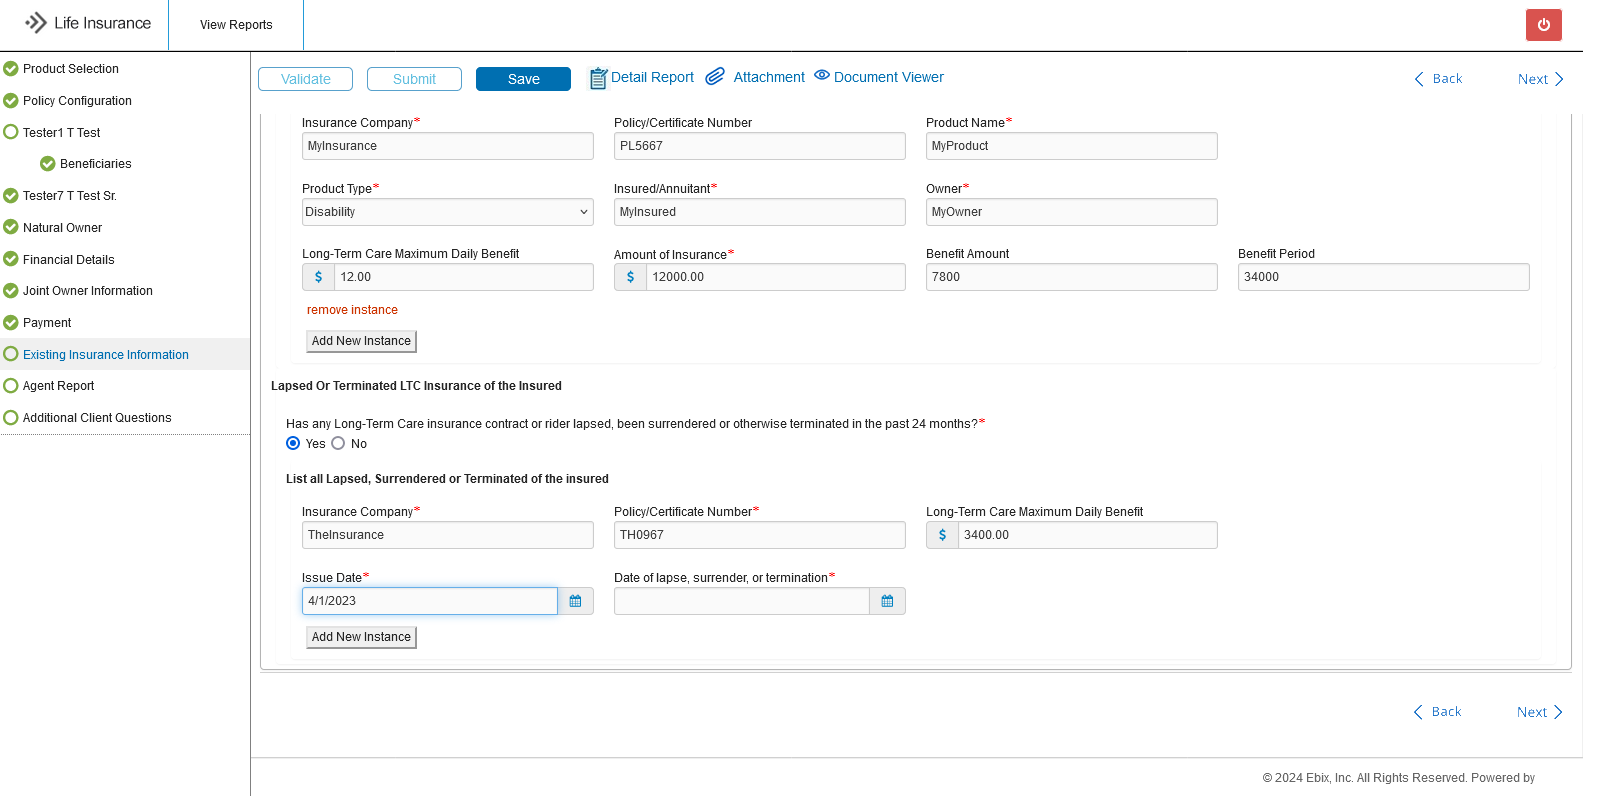 Life Insurance
View Reports
Product Selection
Policy Configuration
Tester1 T Test
Beneficiaries
Tester7 T Test Sr.
Natural Owner
Financial Details
Joint Owner Information
Payment
Existing Insurance Information
Agent Report
Additional Client Questions
Validate Submit Save Detail Report Attachment Document Viewer Back Next
Insurance Company* Policy/Certificate Number Product Name*
MyInsurance PL5667 MyProduct
Product Type* Insured/Annuitant* Owner*
Disability MyInsured MyOwner
Long-Term Care Maximum Daily Benefit Amount of Insurance* Benefit Amount Benefit Period
$ 12.00 $ 12000.00 7800 34000
remove instance
Add New Instance
Lapsed Or Terminated LTC Insurance of the Insured
Has any Long-Term Care insurance contract or rider lapsed, been surrendered or otherwise terminated in the past 24 months?*
Yes No
List all Lapsed, Surrendered or Terminated of the insured
Insurance Company* Policy/Certificate Number* Long-Term Care Maximum Daily Benefit
TheInsurance TH0967 $ 3400.00
Issue Date* Date of lapse, surrender, or termination*
4/1/2023
Add New Instance
Back Next
© 2024 Ebix, Inc. All Rights Reserved. Powered by